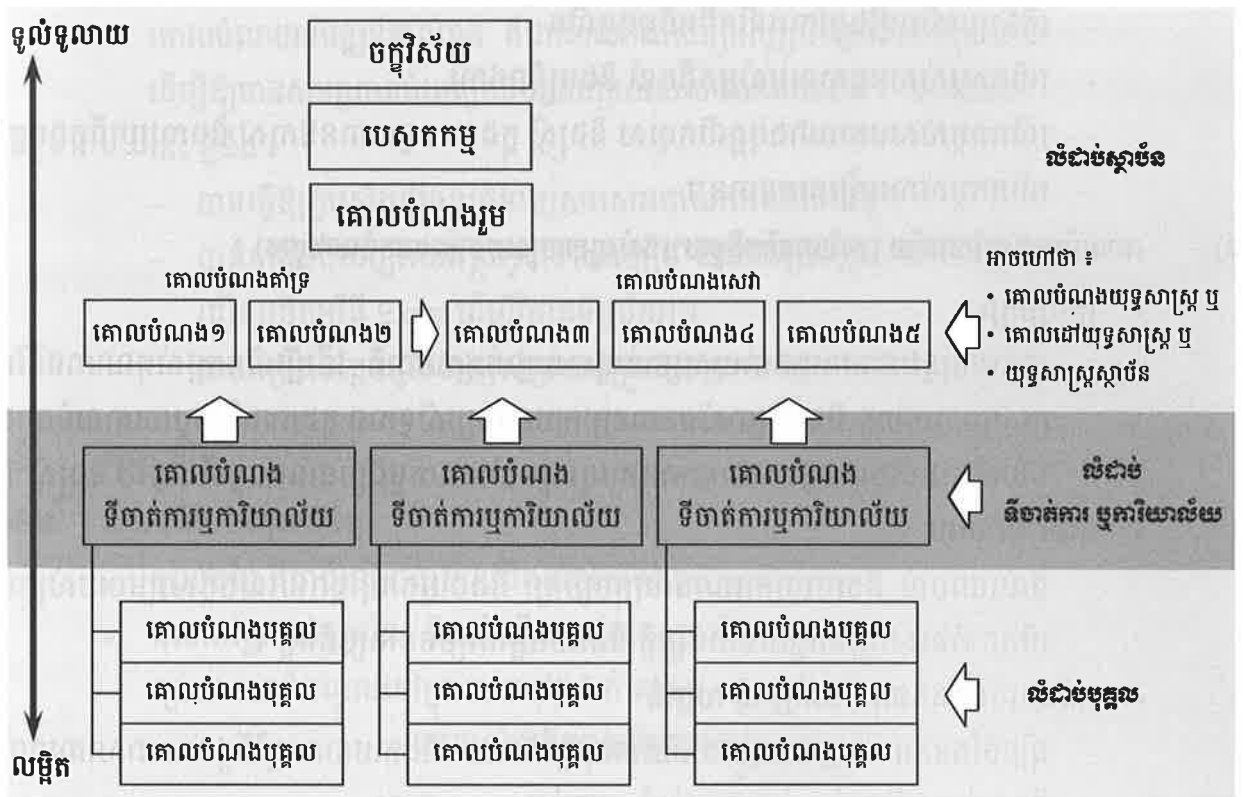 ទូលំទូលាយ
ចក្ខុវិស័យ
បេសកកម្ម
គោលបំណងរួម
លំដាប់ស្ថាប័ន
គោលបំណងគាំទ្រ
គោលបំណងសេវា
គោលបំណង១
គោលបំណង២
គោលបំណង៣
គោលបំណង៤
គោលបំណង៥
អាចហៅថា ៖
• គោលបំណងយុទ្ធសាស្ត្រ ឬ
• គោលដៅយុទ្ធសាស្ត្រ ឬ
• យុទ្ធសាស្ត្រស្ថាប័ន
គោលបំណង
ទីចាត់ការឬការិយាល័យ
គោលបំណង
ទីចាត់ការឬការិយាល័យ
គោលបំណង
ទីចាត់ការឬការិយាល័យ
លំដាប់
ទីចាត់ការ ឬការិយាល័យ
គោលបំណងបុគ្គល
គោលបំណងបុគ្គល
គោលបំណងបុគ្គល
គោលបំណងបុគ្គល
គោលបំណងបុគ្គល
គោលបំណងបុគ្គល
លំដាប់បុគ្គល
គោលបំណងបុគ្គល
គោលបំណងបុគ្គល
គោលបំណងបុគ្គល
លម្អិត